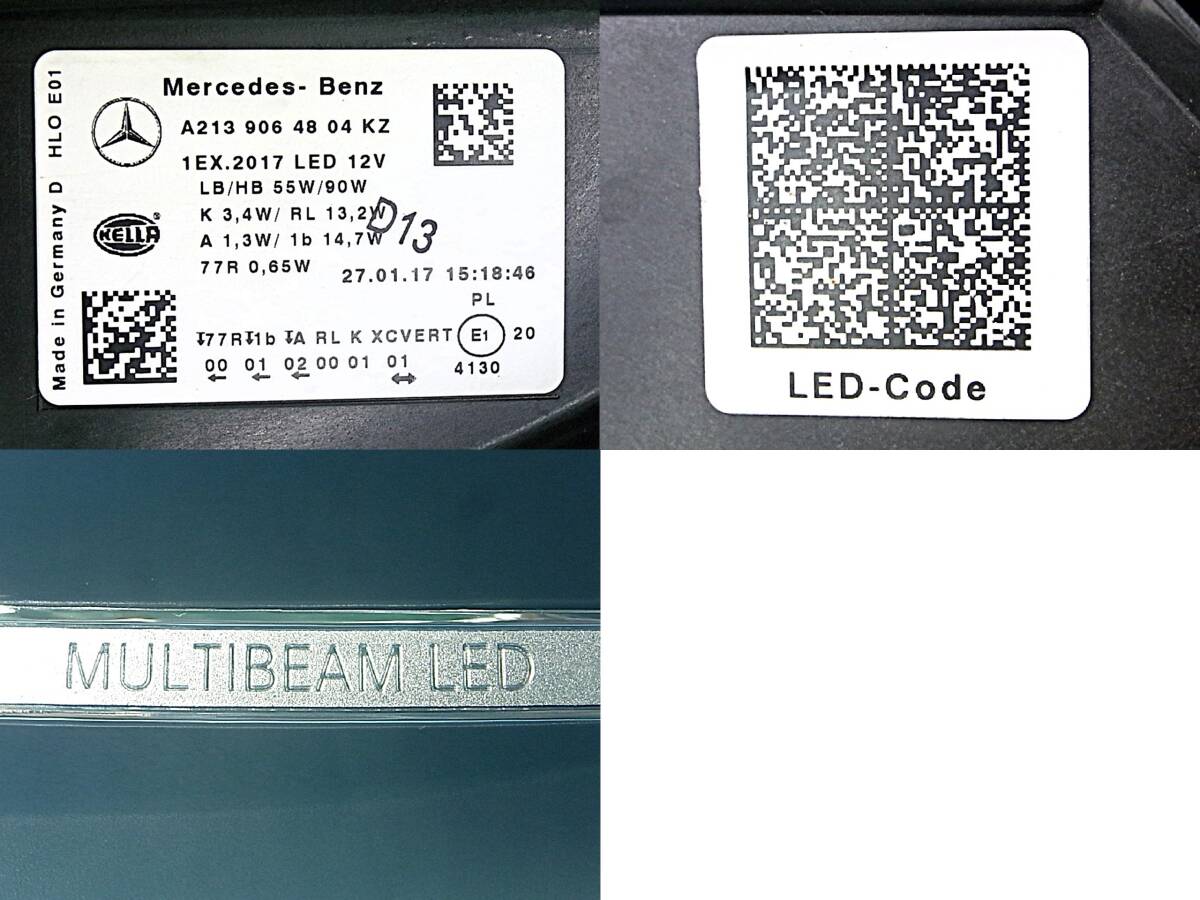 Mercedes- Benz
A213 906 48 04 KZ
1EX.2017 LED 12V
LB/HB 55W/90W
K 3,4W/ RL 13,2W
A 1,3W/ 1b 14,7W
77R 0,65W
D13
27.01.17 15:18:46
HELLA
®
Made in Germany D HLO E01
PL
77R 1b A RL K XCVERT E1 20
00 01 02 00 01 01 4130
LED-Code
MULTIBEAM LED